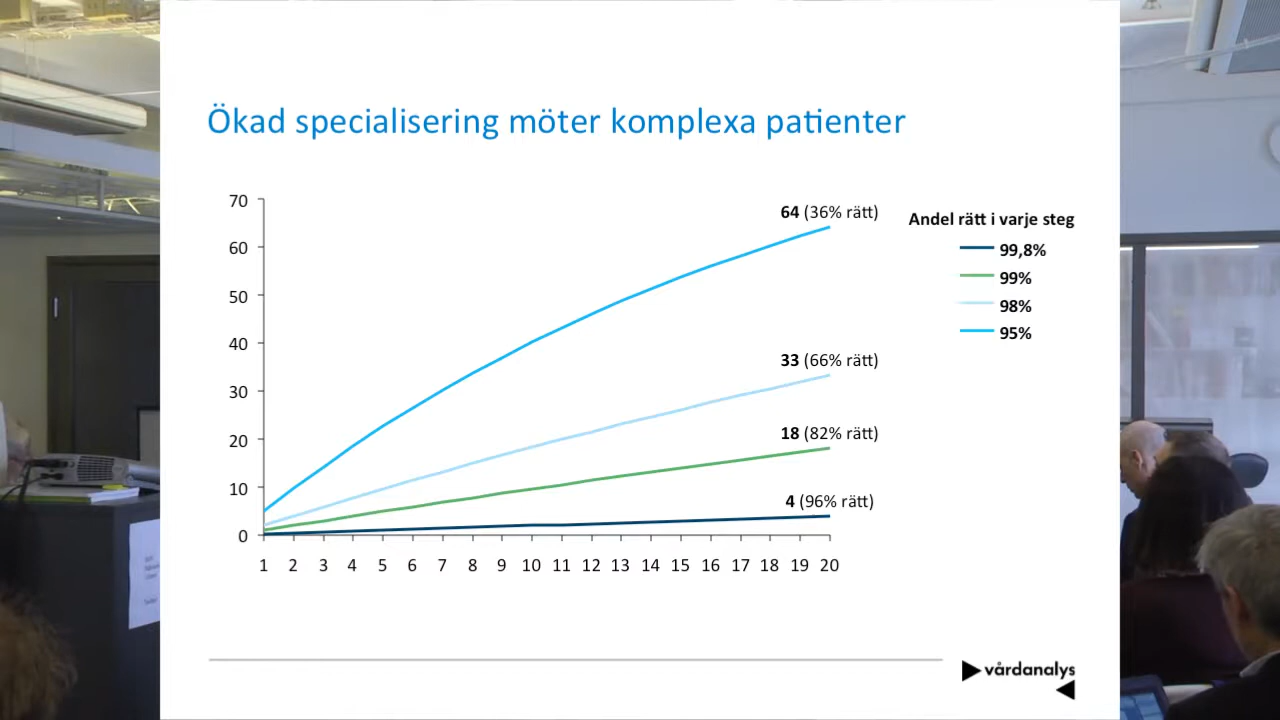 Ökad specialisering möter komplexa patienter
70
60
50
40
30
20
10
0
1 2 3 4 5 6 7 8 9 10 11 12 13 14 15 16 17 18 19 20
64 (36% rätt)
33 (66% rätt)
18 (82% rätt)
4 (96% rätt)
Andel rätt i varje steg
99,8%
99%
98%
95%
vårdanalys